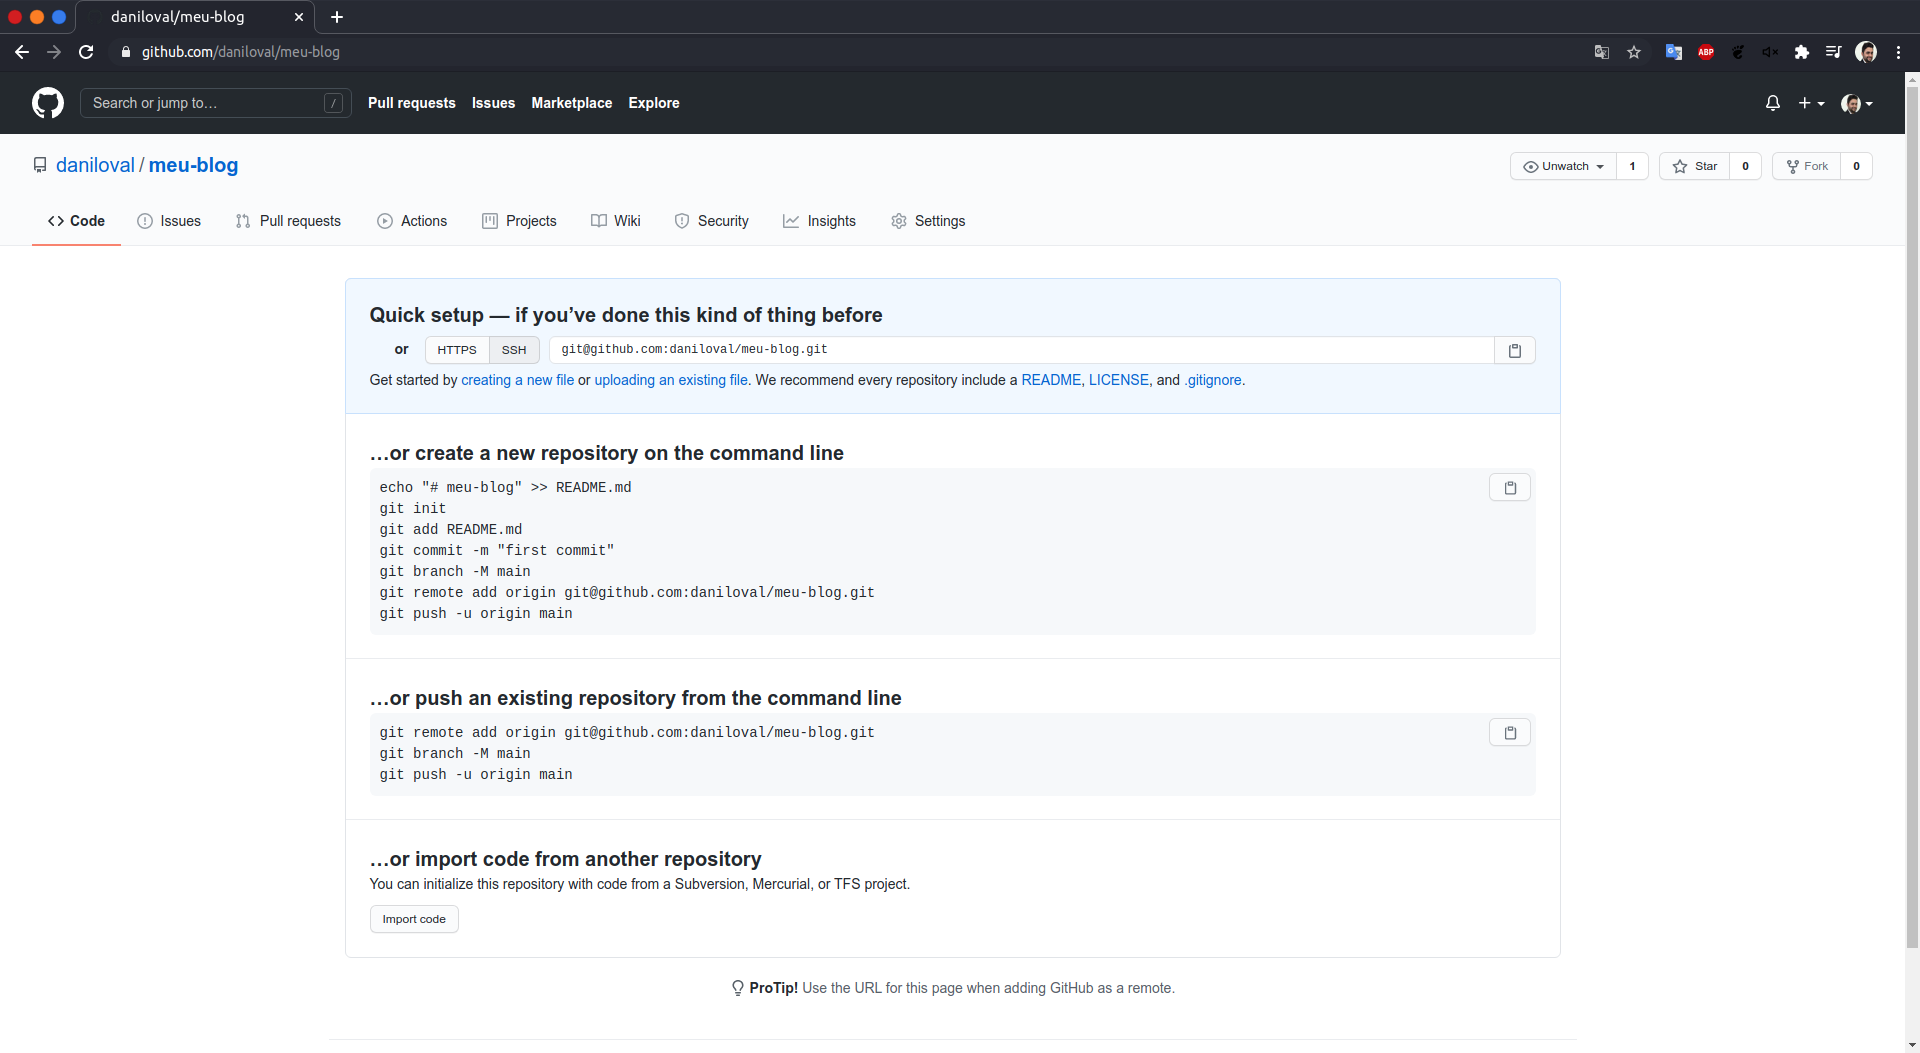 daniloval/meu-blog
github.com/daniloval/meu-blog
ABP
Search or jump to… /
Pull requests Issues Marketplace Explore
daniloval / meu-blog
Unwatch 1 Star 0 Fork 0
Code Issues Pull requests Actions Projects Wiki Security Insights Settings
Quick setup — if you’ve done this kind of thing before
or HTTPS SSH git@github.com:daniloval/meu-blog.git
Get started by creating a new file or uploading an existing file. We recommend every repository include a README, LICENSE, and .gitignore.
…or create a new repository on the command line
echo "# meu-blog" >> README.md
git init
git add README.md
git commit -m "first commit"
git branch -M main
git remote add origin git@github.com:daniloval/meu-blog.git
git push -u origin main
…or push an existing repository from the command line
git remote add origin git@github.com:daniloval/meu-blog.git
git branch -M main
git push -u origin main
…or import code from another repository
You can initialize this repository with code from a Subversion, Mercurial, or TFS project.
Import code
ProTip! Use the URL for this page when adding GitHub as a remote.